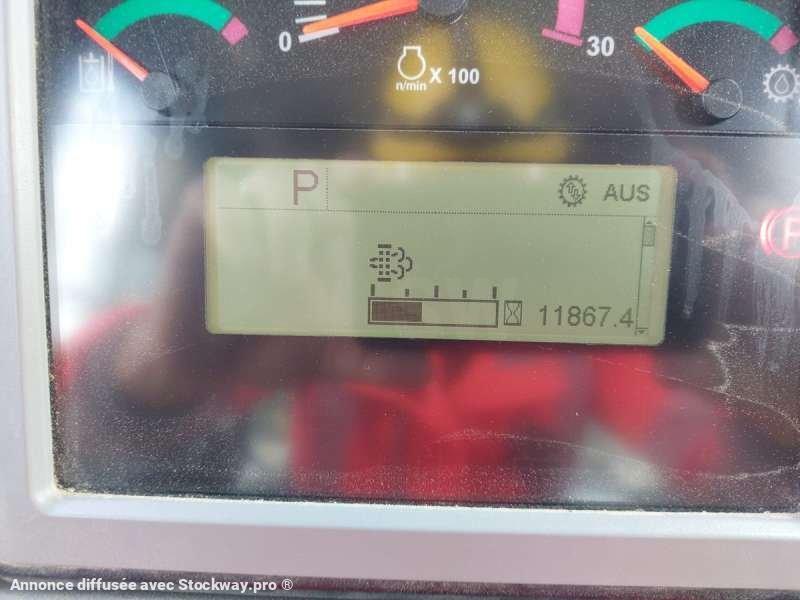 0
30
n/min X 100
P
AUS
P
11867.4
Annonce diffusée avec Stockway.pro ®